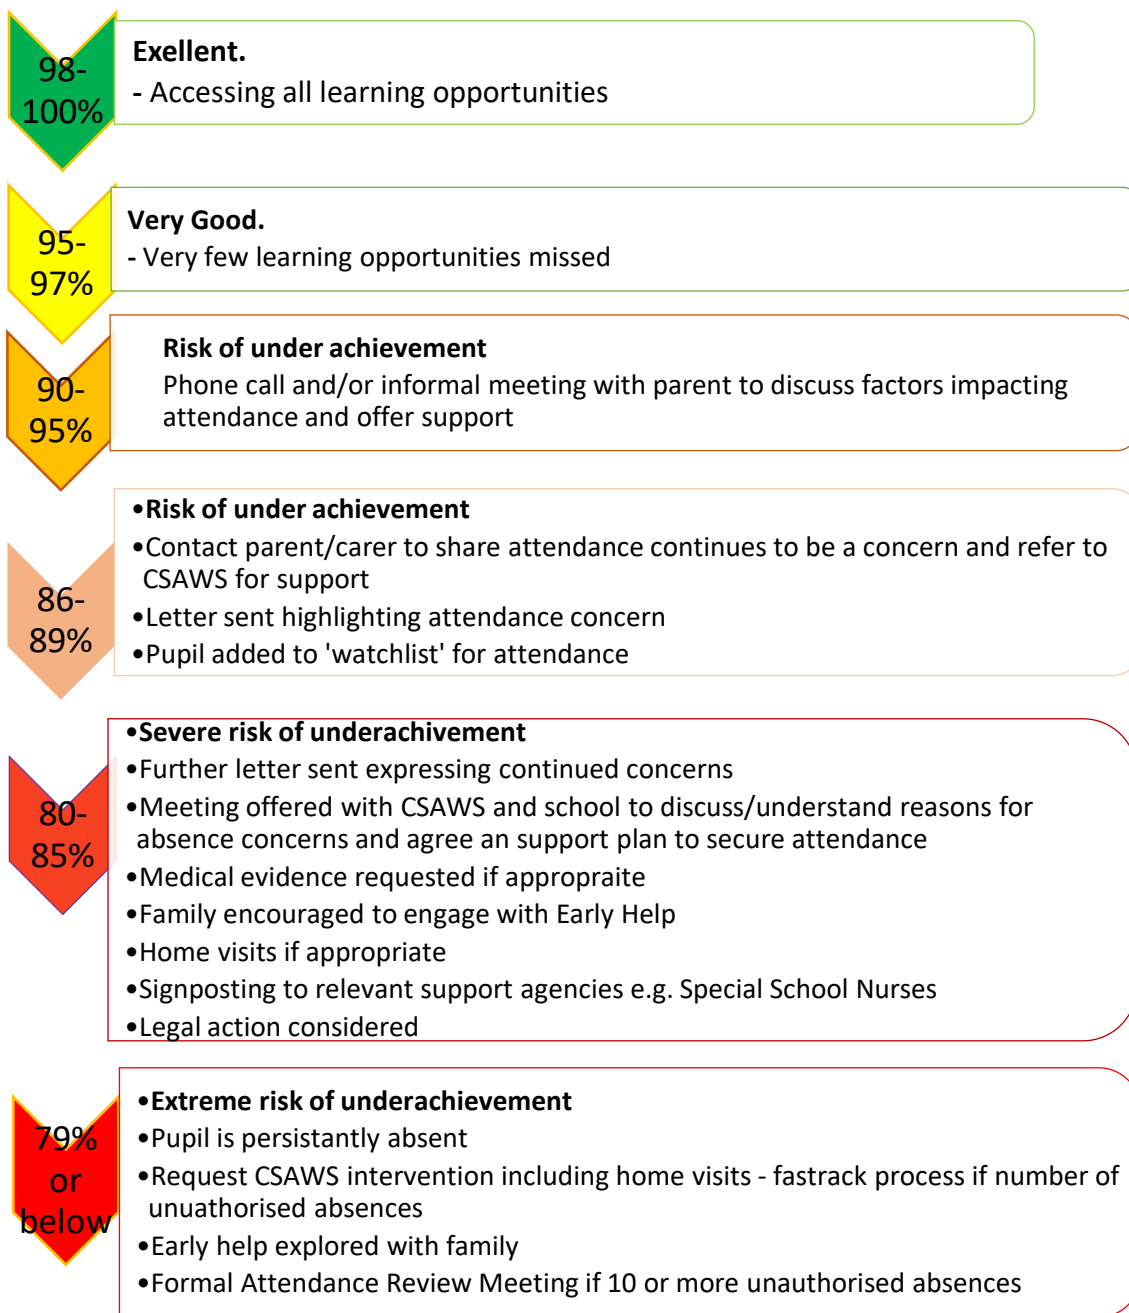 98-
100%
Exellent.
- Accessing all learning opportunities
95-
97%
Very Good.
- Very few learning opportunities missed
90-
95%
Risk of under achievement
Phone call and/or informal meeting with parent to discuss factors impacting
attendance and offer support
86-
89%
•Risk of under achievement
•Contact parent/carer to share attendance continues to be a concern and refer to
CSAWS for support
•Letter sent highlighting attendance concern
•Pupil added to 'watchlist' for attendance
80-
85%
•Severe risk of underachivement
•Further letter sent expressing continued concerns
•Meeting offered with CSAWS and school to discuss/understand reasons for
absence concerns and agree an support plan to secure attendance
•Medical evidence requested if appropraite
•Family encouraged to engage with Early Help
•Home visits if appropriate
•Signposting to relevant support agencies e.g. Special School Nurses
•Legal action considered
79%
or
below
•Extreme risk of underachievement
•Pupil is persistantly absent
•Request CSAWS intervention including home visits - fastrack process if number of
unuathorised absences
•Early help explored with family
•Formal Attendance Review Meeting if 10 or more unauthorised absences